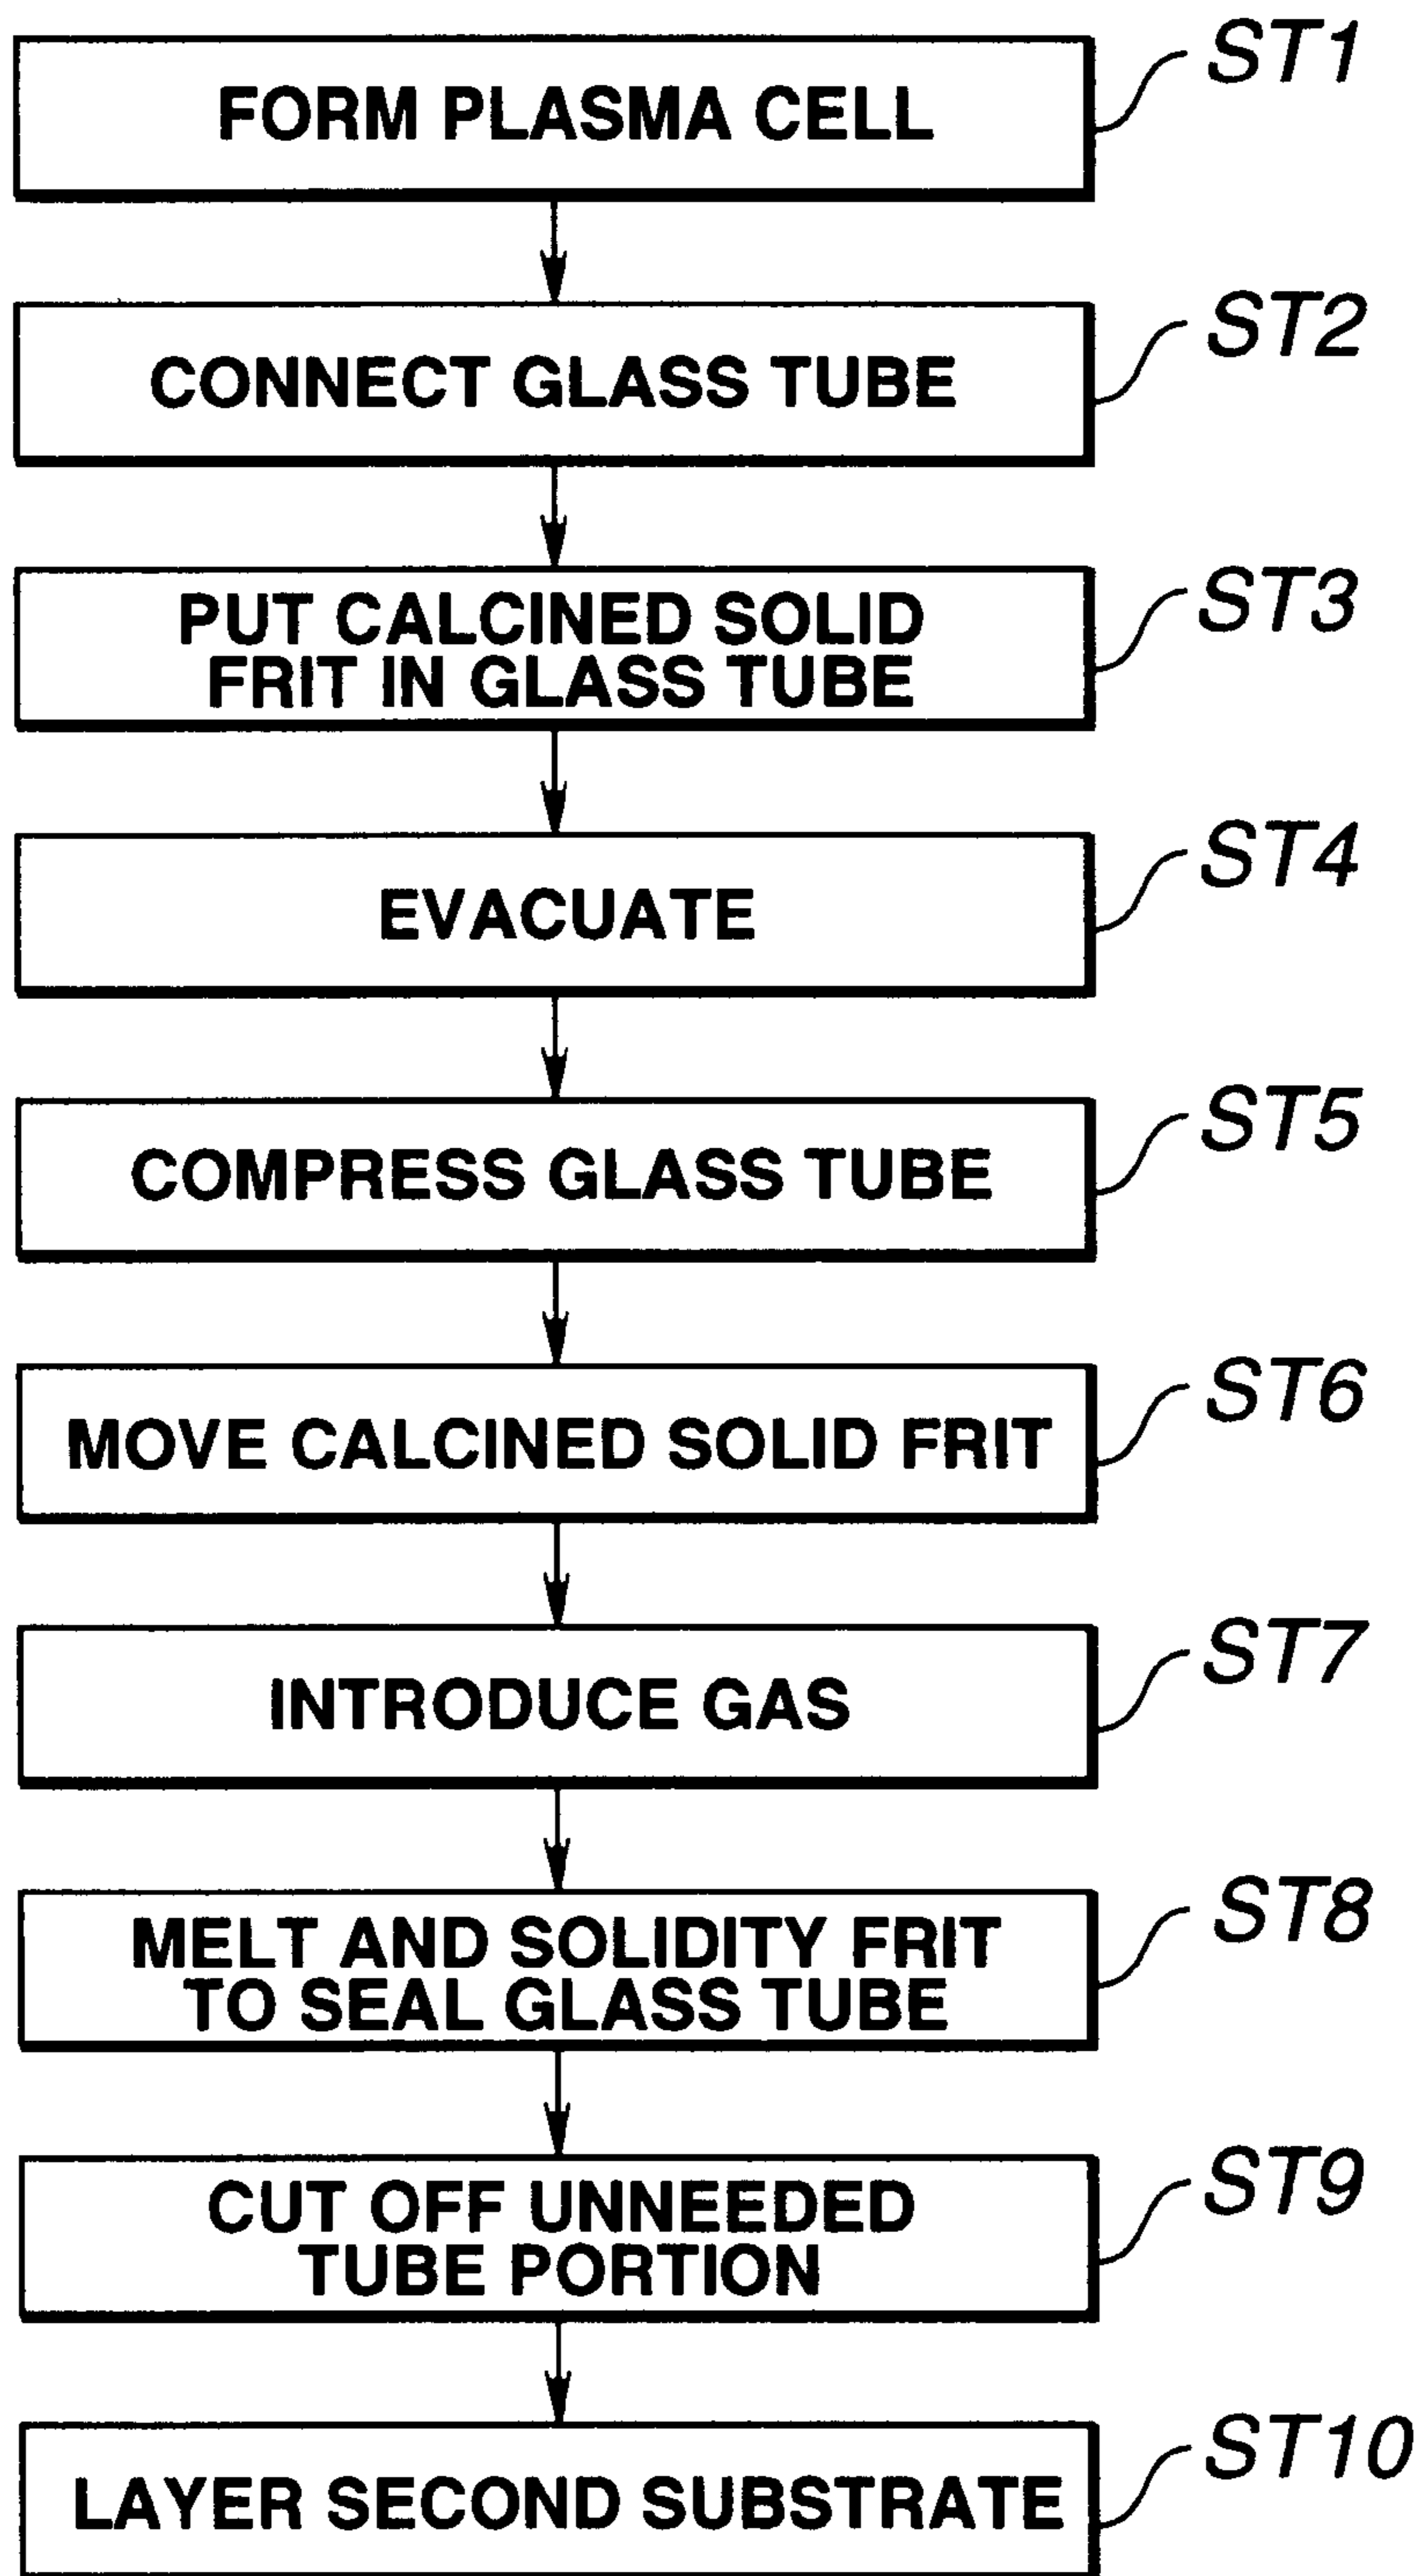 FORM PLASMA CELL
ST1
CONNECT GLASS TUBE
ST2
PUT CALCINED SOLID
FRIT IN GLASS TUBE
ST3
EVACUATE
ST4
COMPRESS GLASS TUBE
ST5
MOVE CALCINED SOLID FRIT
ST6
INTRODUCE GAS
ST7
MELT AND SOLIDITY FRIT
TO SEAL GLASS TUBE
ST8
CUT OFF UNNEEDED
TUBE PORTION
ST9
LAYER SECOND SUBSTRATE
ST10